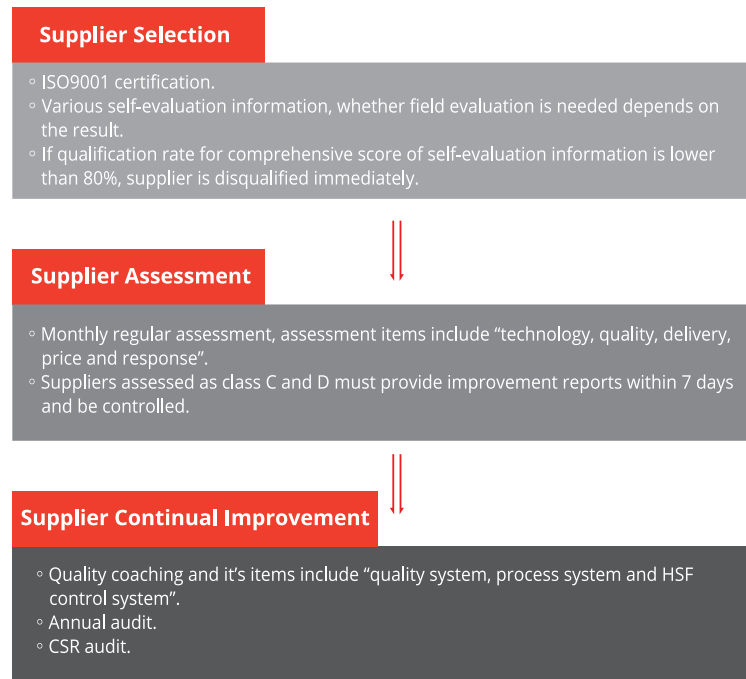 Supplier Selection
◦ ISO9001 certification.
◦ Various self-evaluation information, whether field evaluation is needed depends on
the result.
◦ If qualification rate for comprehensive score of self-evaluation information is lower
than 80%, supplier is disqualified immediately.
Supplier Assessment
◦ Monthly regular assessment, assessment items include “technology, quality, delivery,
price and response”.
◦ Suppliers assessed as class C and D must provide improvement reports within 7 days
and be controlled.
Supplier Continual Improvement
◦ Quality coaching and it’s items include “quality system, process system and HSF
control system”.
◦ Annual audit.
◦ CSR audit.